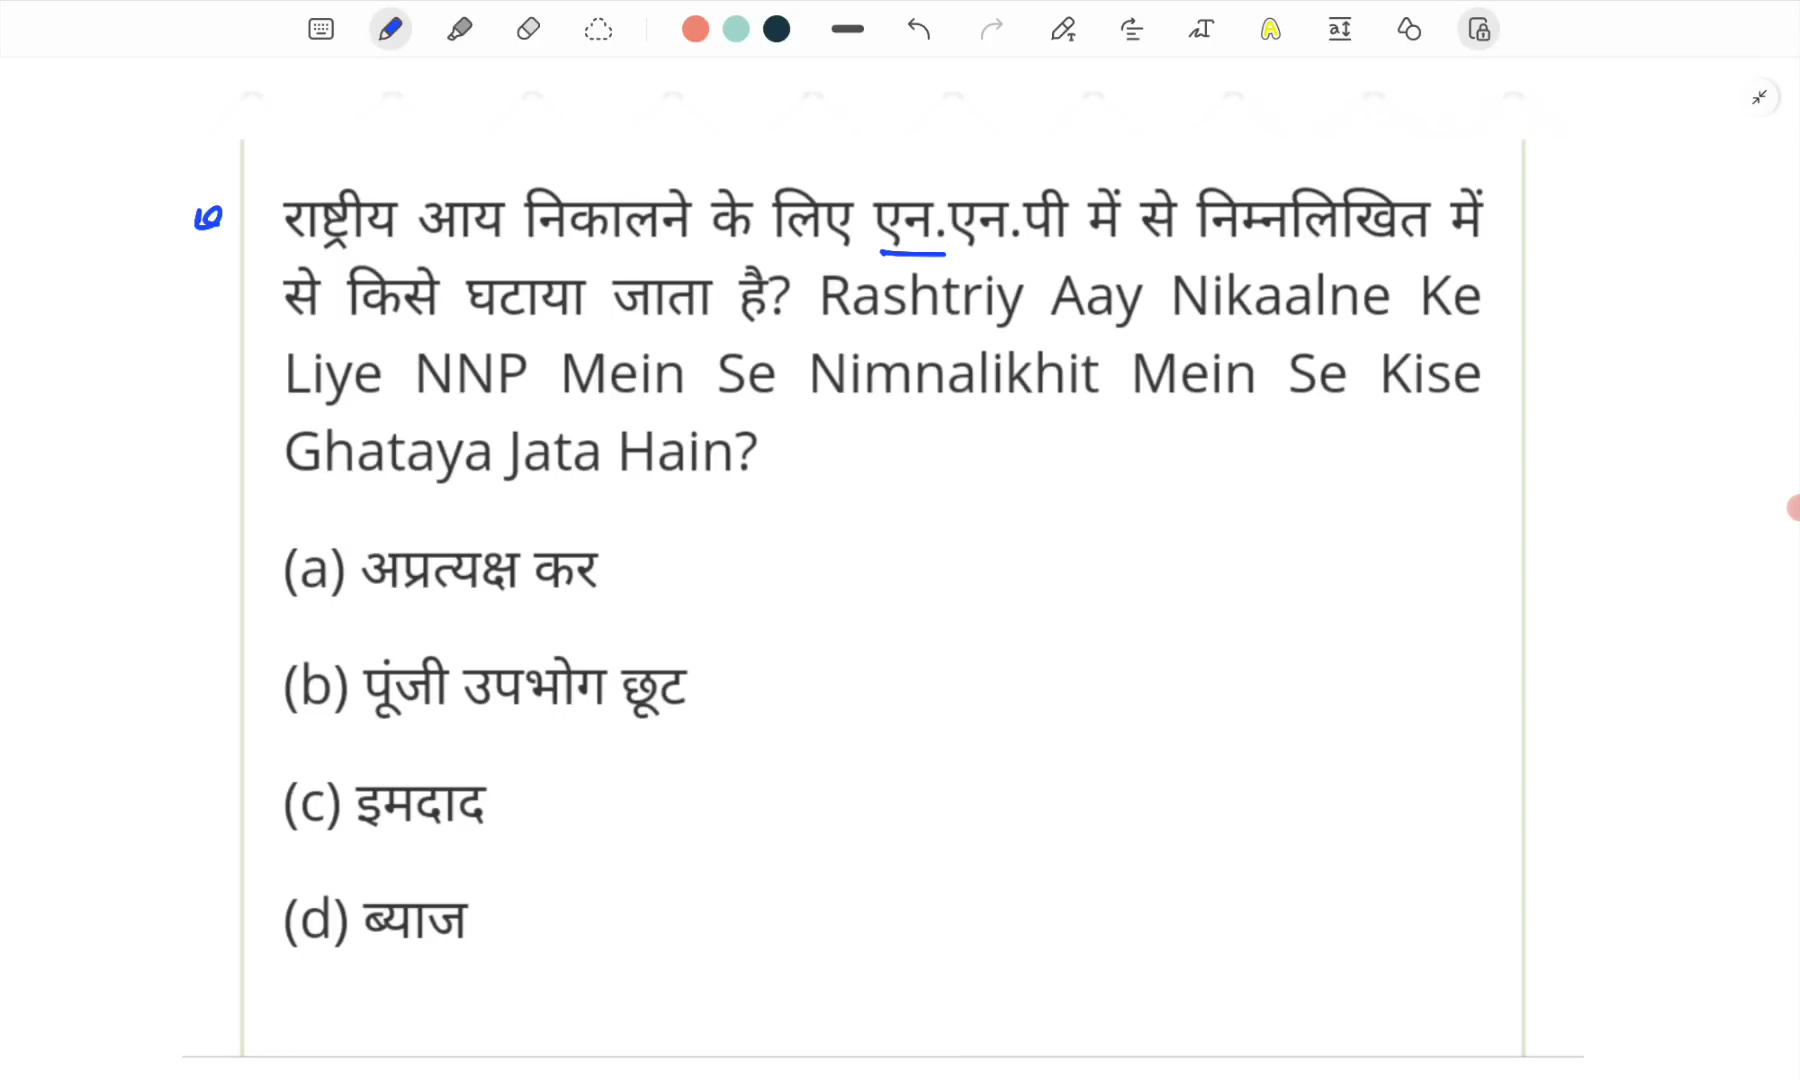 10 राष्ट्रीय आय निकालने के लिए एन.एन.पी में से निम्नलिखित में
से किसे घटाया जाता है? Rashtriy Aay Nikaalne Ke
Liye NNP Mein Se Nimnalikhit Mein Se Kise
Ghataya Jata Hain?
(a) अप्रत्यक्ष कर
(b) पूंजी उपभोग छूट
(c) इमदाद
(d) ब्याज